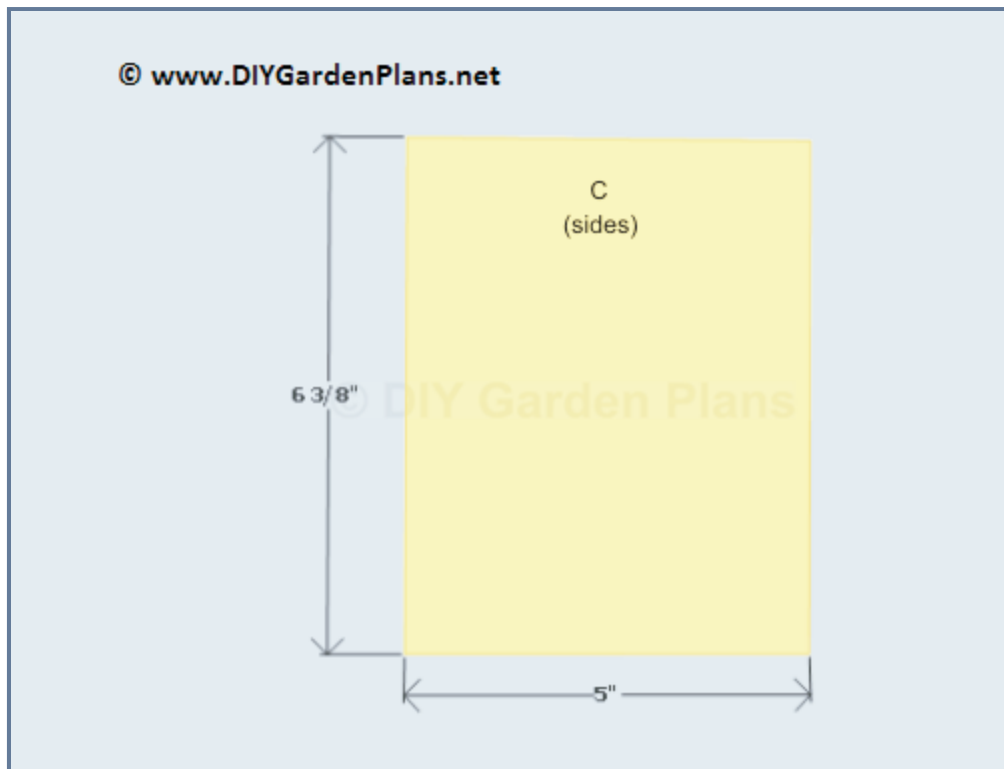 © www.DIYGardenPlans.net
C
(sides)
6 3/8"
© DIY Garden Plans
5"